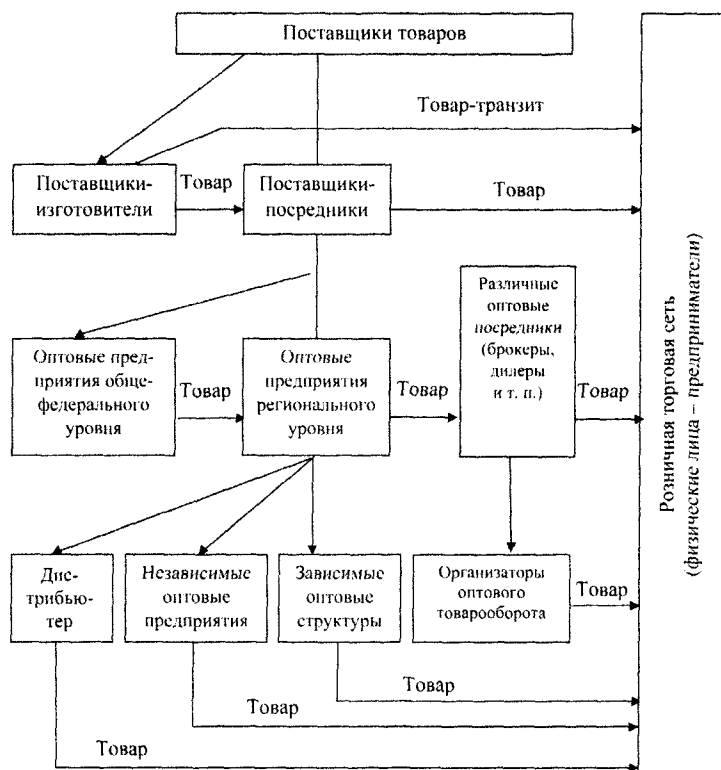 Поставщики товаров
Товар-транзит
Поставщики-
изготовители
Товар
Поставщики-
посредники
Товар
Оптовые пред-
приятия обще-
федерального
уровня
Товар
Оптовые
предприятия
регионального
уровня
Товар
Различные
оптовые
посредники
(брокеры,
дилеры
и т. п.)
Товар
Дис-
трибью-
тер
Независимые
оптовые
предприятия
Зависимые
оптовые
структуры
Организаторы
оптового
товарооборота
Товар
Товар
Товар
Товар
Розничная торговая сеть
(физические лица – предприниматели)